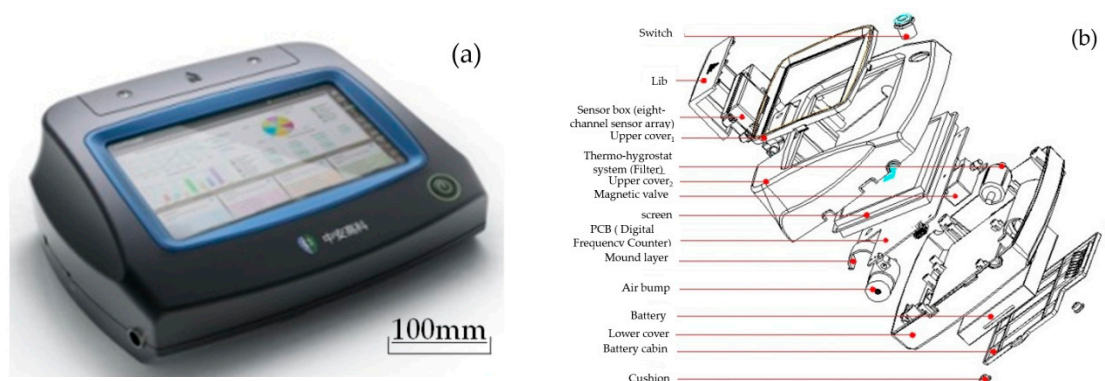 (a)
中安高科
100mm
(b)
Switch
Lib
Sensor box (eight-
channel sensor array)
Upper cover1
Thermo-hygrostat
system (Filter).
Upper cover2
Magnetic valve
screen
PCB ( Digital
Frequency Counter)
Mound layer
Air bump
Battery
Lower cover
Battery cabin
Cushion